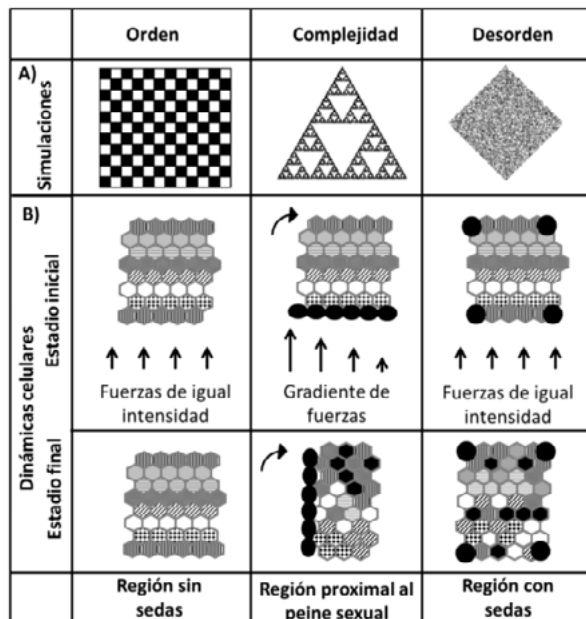 Orden
Complejidad
Desorden
A)
Simulaciones
B)
Dinámicas celulares
Estadio inicial
Fuerzas de igual
intensidad
Gradiente de
fuerzas
Fuerzas de igual
intensidad
Estadio final
Región sin
sedas
Región proximal al
peine sexual
Región con
sedas